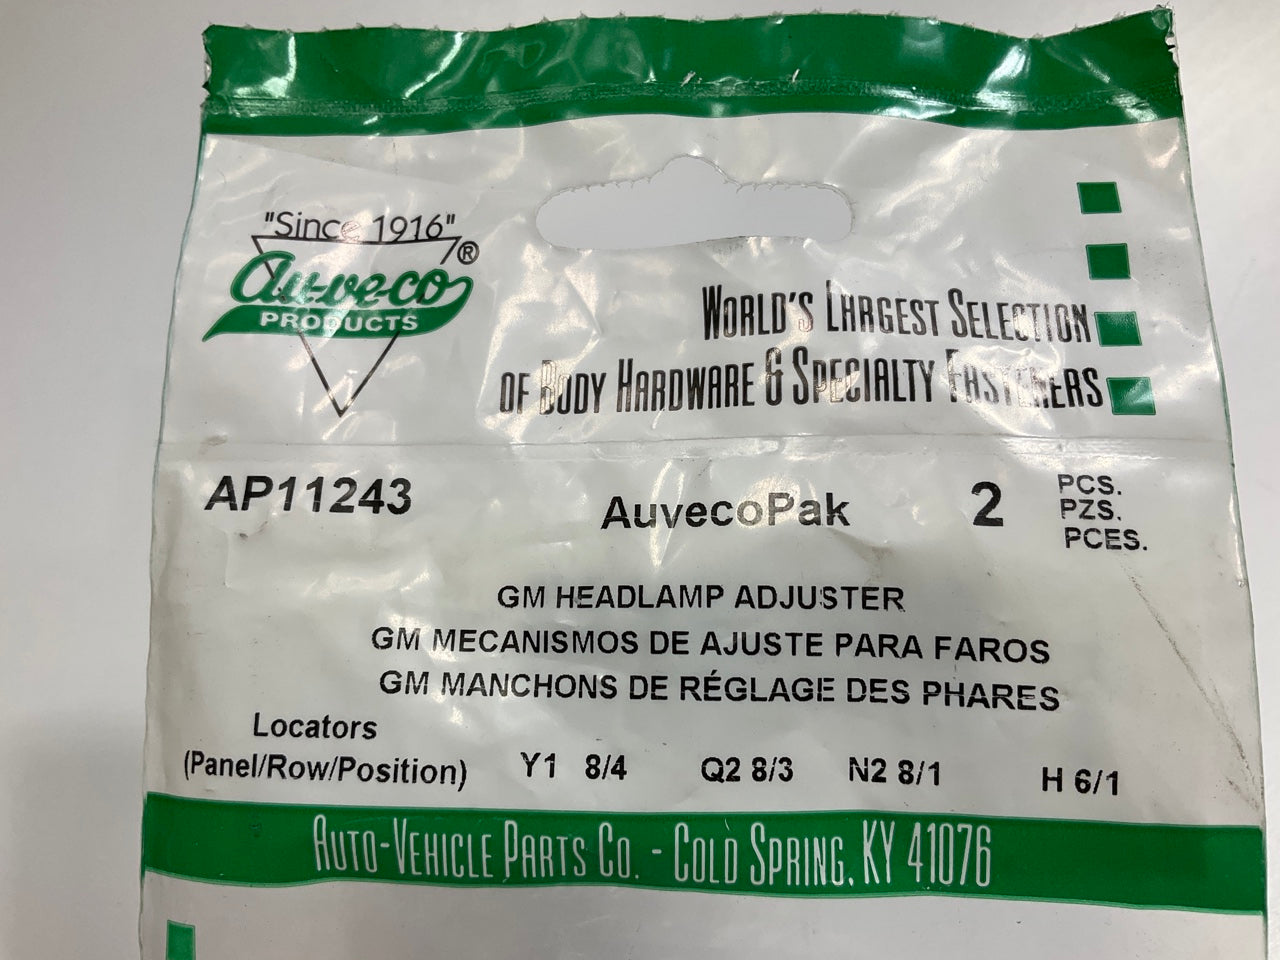 "Since 1916"
Au-ve-co®
PRODUCTS
WORLD'S LARGEST SELECTION
OF BODY HARDWARE & SPECIALTY FASTENERS
AP11243 AuvecoPak 2 PCS.
PZS.
PCES.
GM HEADLAMP ADJUSTER
GM MECANISMOS DE AJUSTE PARA FAROS
GM MANCHONS DE RÉGLAGE DES PHARES
Locators
(Panel/Row/Position) Y1 8/4 Q2 8/3 N2 8/1 H 6/1
AUTO-VEHICLE PARTS CO. - COLD SPRING, KY 41076